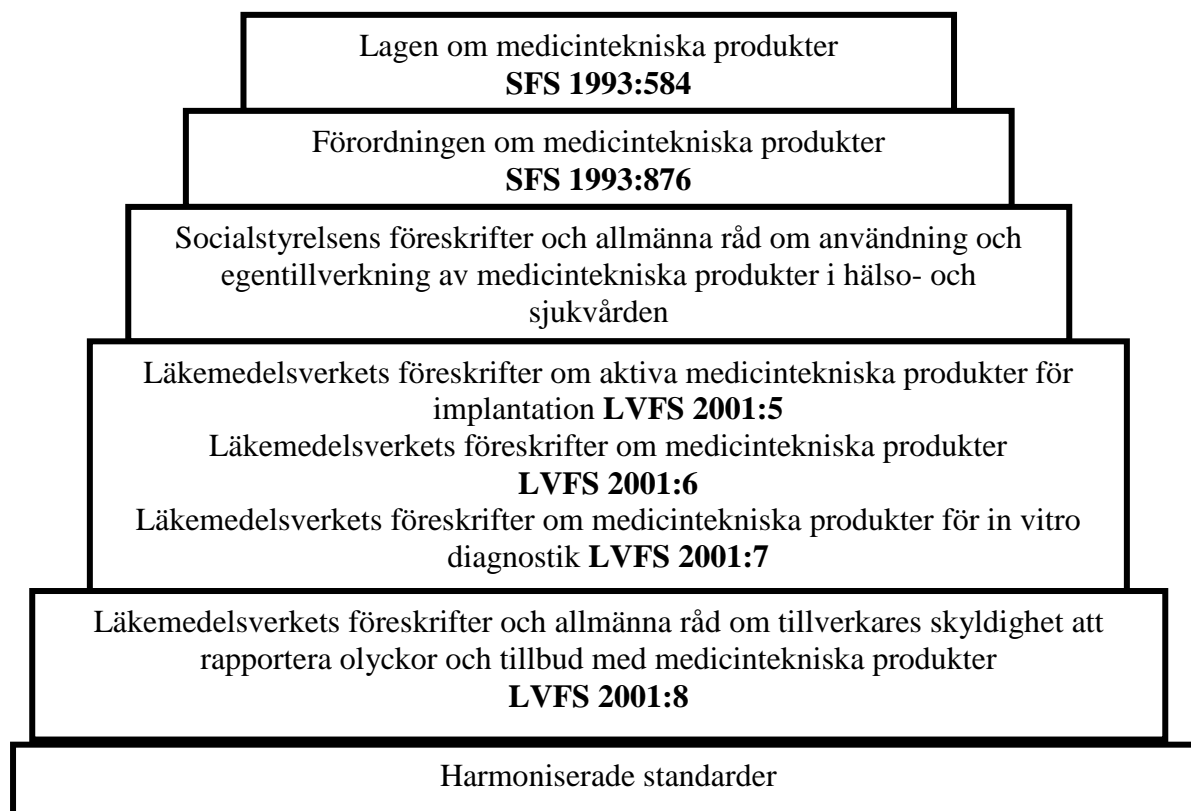 Lagen om medicintekniska produkter
SFS 1993:584
Förordningen om medicintekniska produkter
SFS 1993:876
Socialstyrelsens föreskrifter och allmänna råd om användning och
egentillverkning av medicintekniska produkter i hälso- och
sjukvården
Läkemedelsverkets föreskrifter om aktiva medicintekniska produkter för
implantation LVFS 2001:5
Läkemedelsverkets föreskrifter om medicintekniska produkter
LVFS 2001:6
Läkemedelsverkets föreskrifter om medicintekniska produkter för in vitro
diagnostik LVFS 2001:7
Läkemedelsverkets föreskrifter och allmänna råd om tillverkares skyldighet att
rapportera olyckor och tillbud med medicintekniska produkter
LVFS 2001:8
Harmoniserade standarder